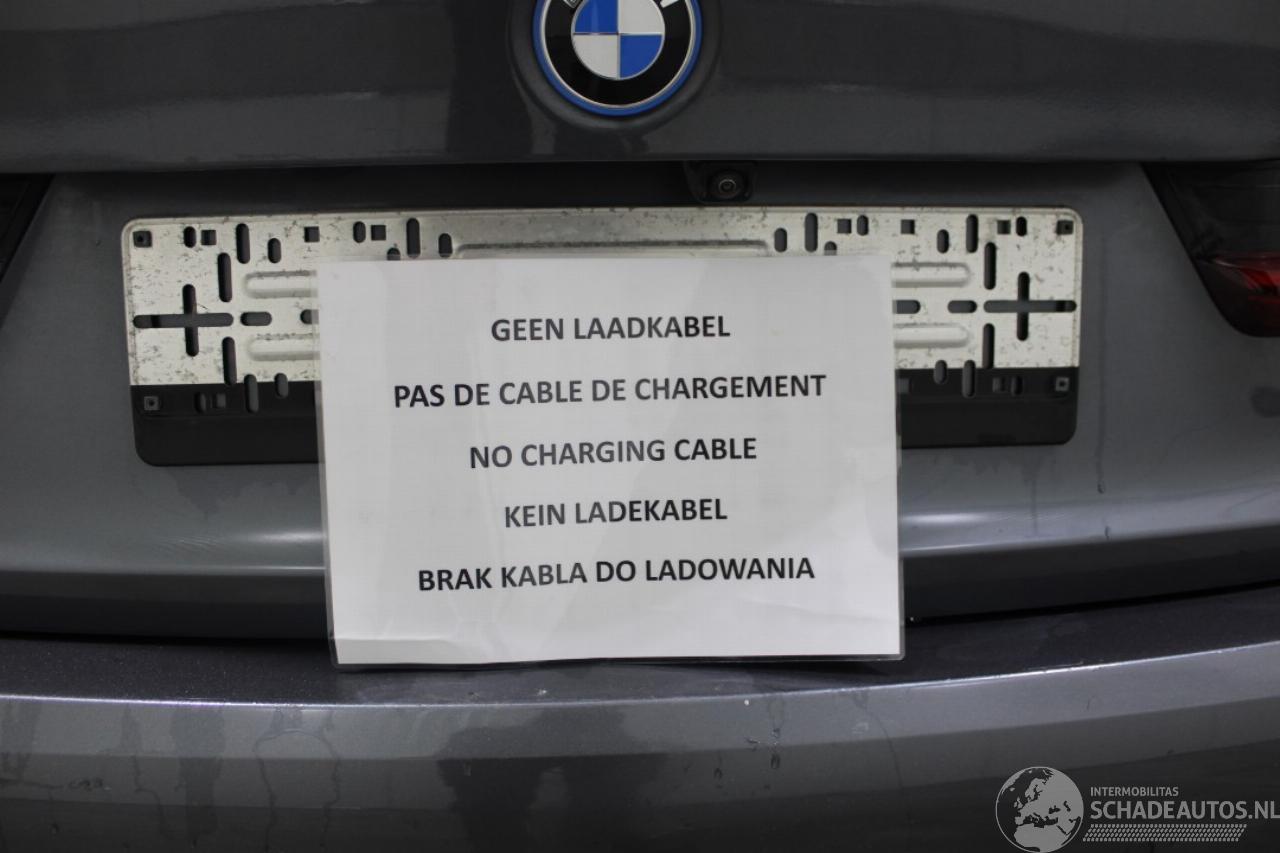 GEEN LAADKABEL
PAS DE CABLE DE CHARGEMENT
NO CHARGING CABLE
KEIN LADEKABEL
BRAK KABLA DO LADOWANIA
INTERMOBILITAS
SCHADEAUTOS.NL